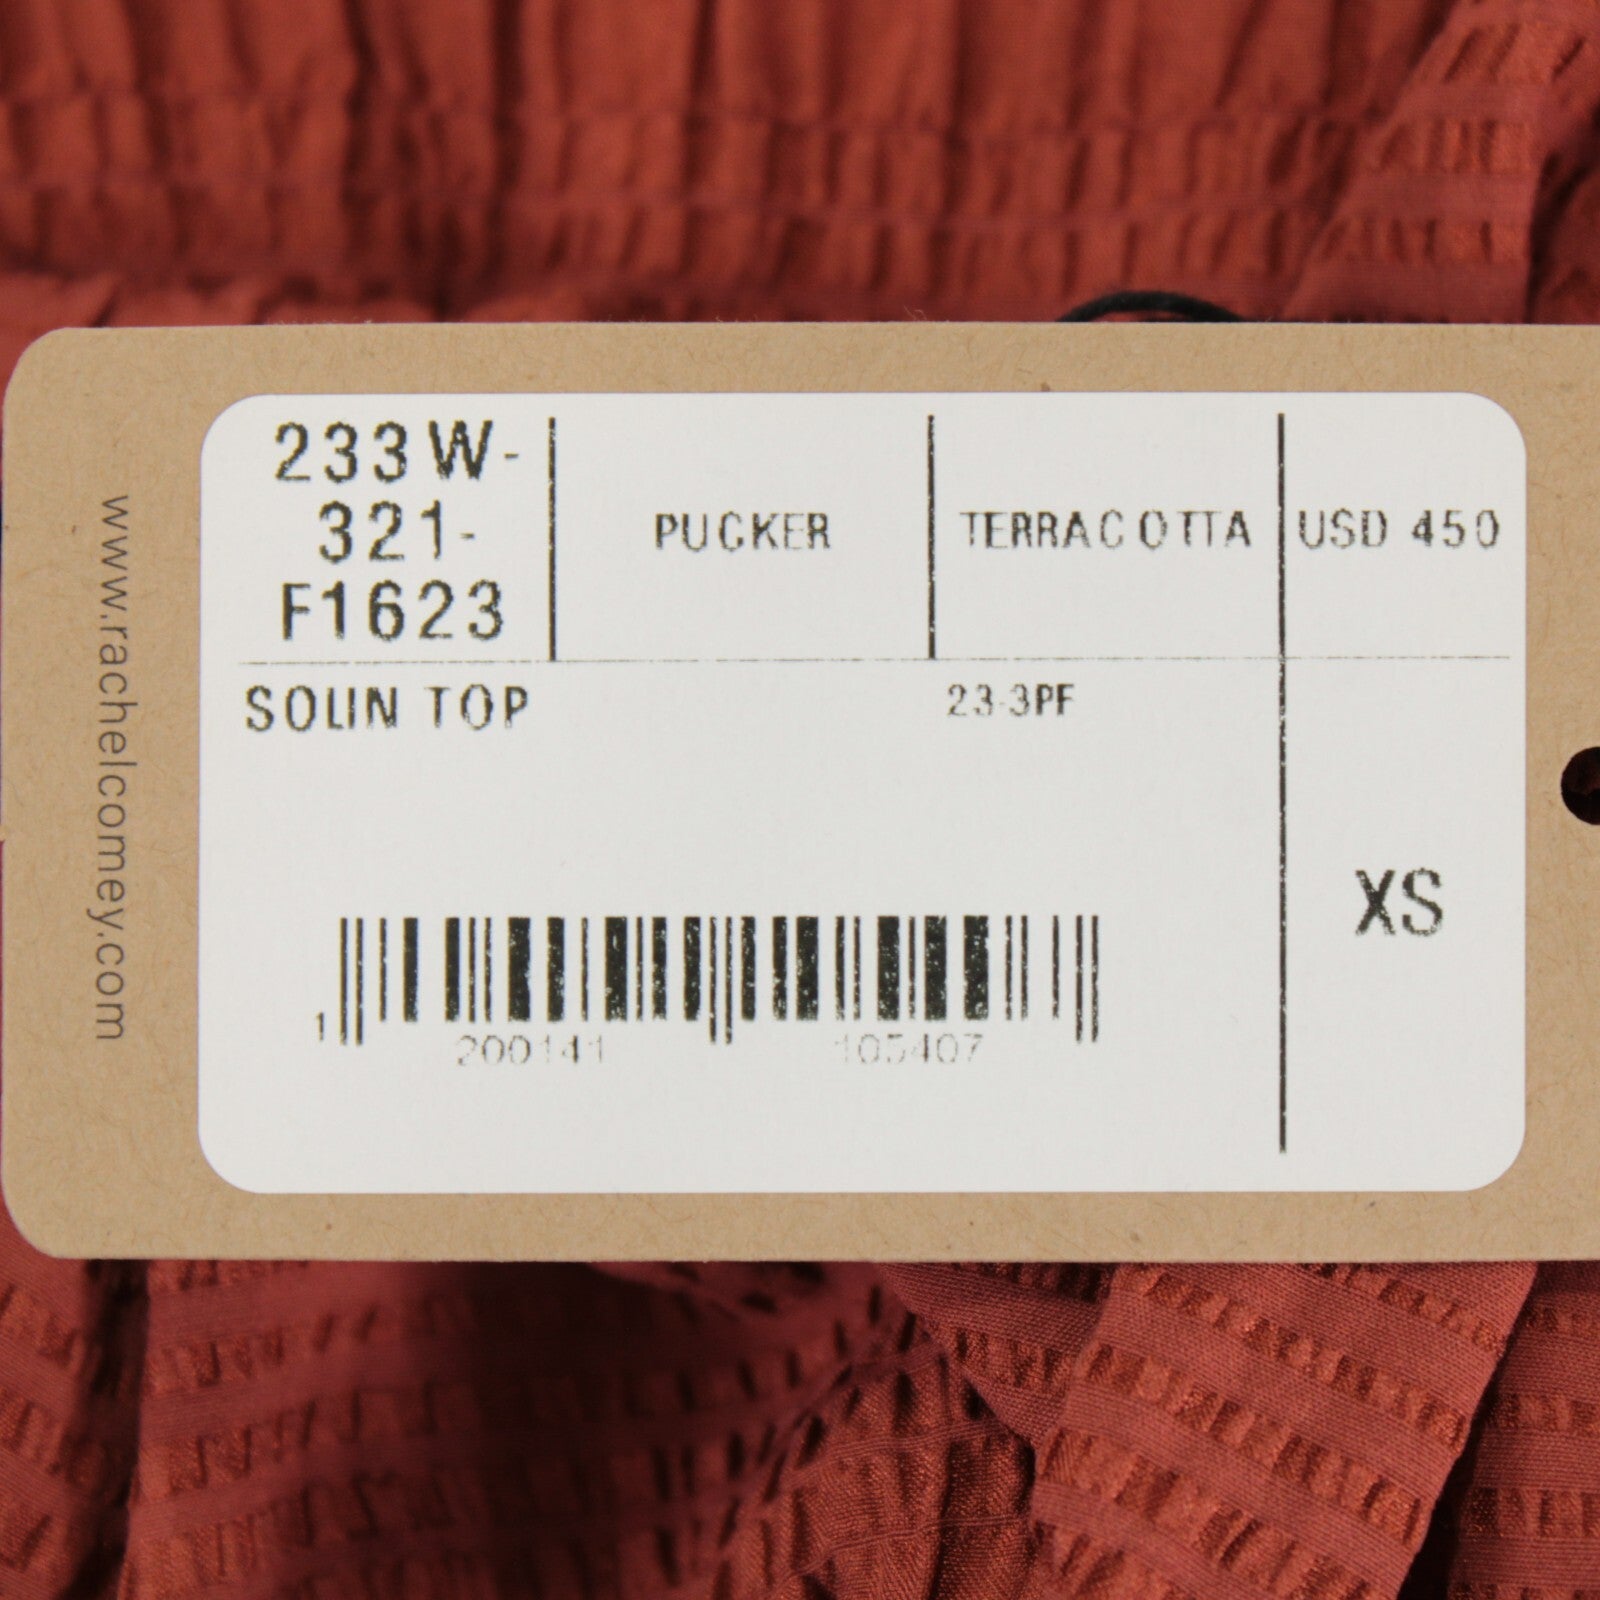 233W-
321-
F1623
PUCKER
TERRACOTTA
USD 450
SOLIN TOP
23-3PF
XS
1
200141
105407
www.rachelcomey.com